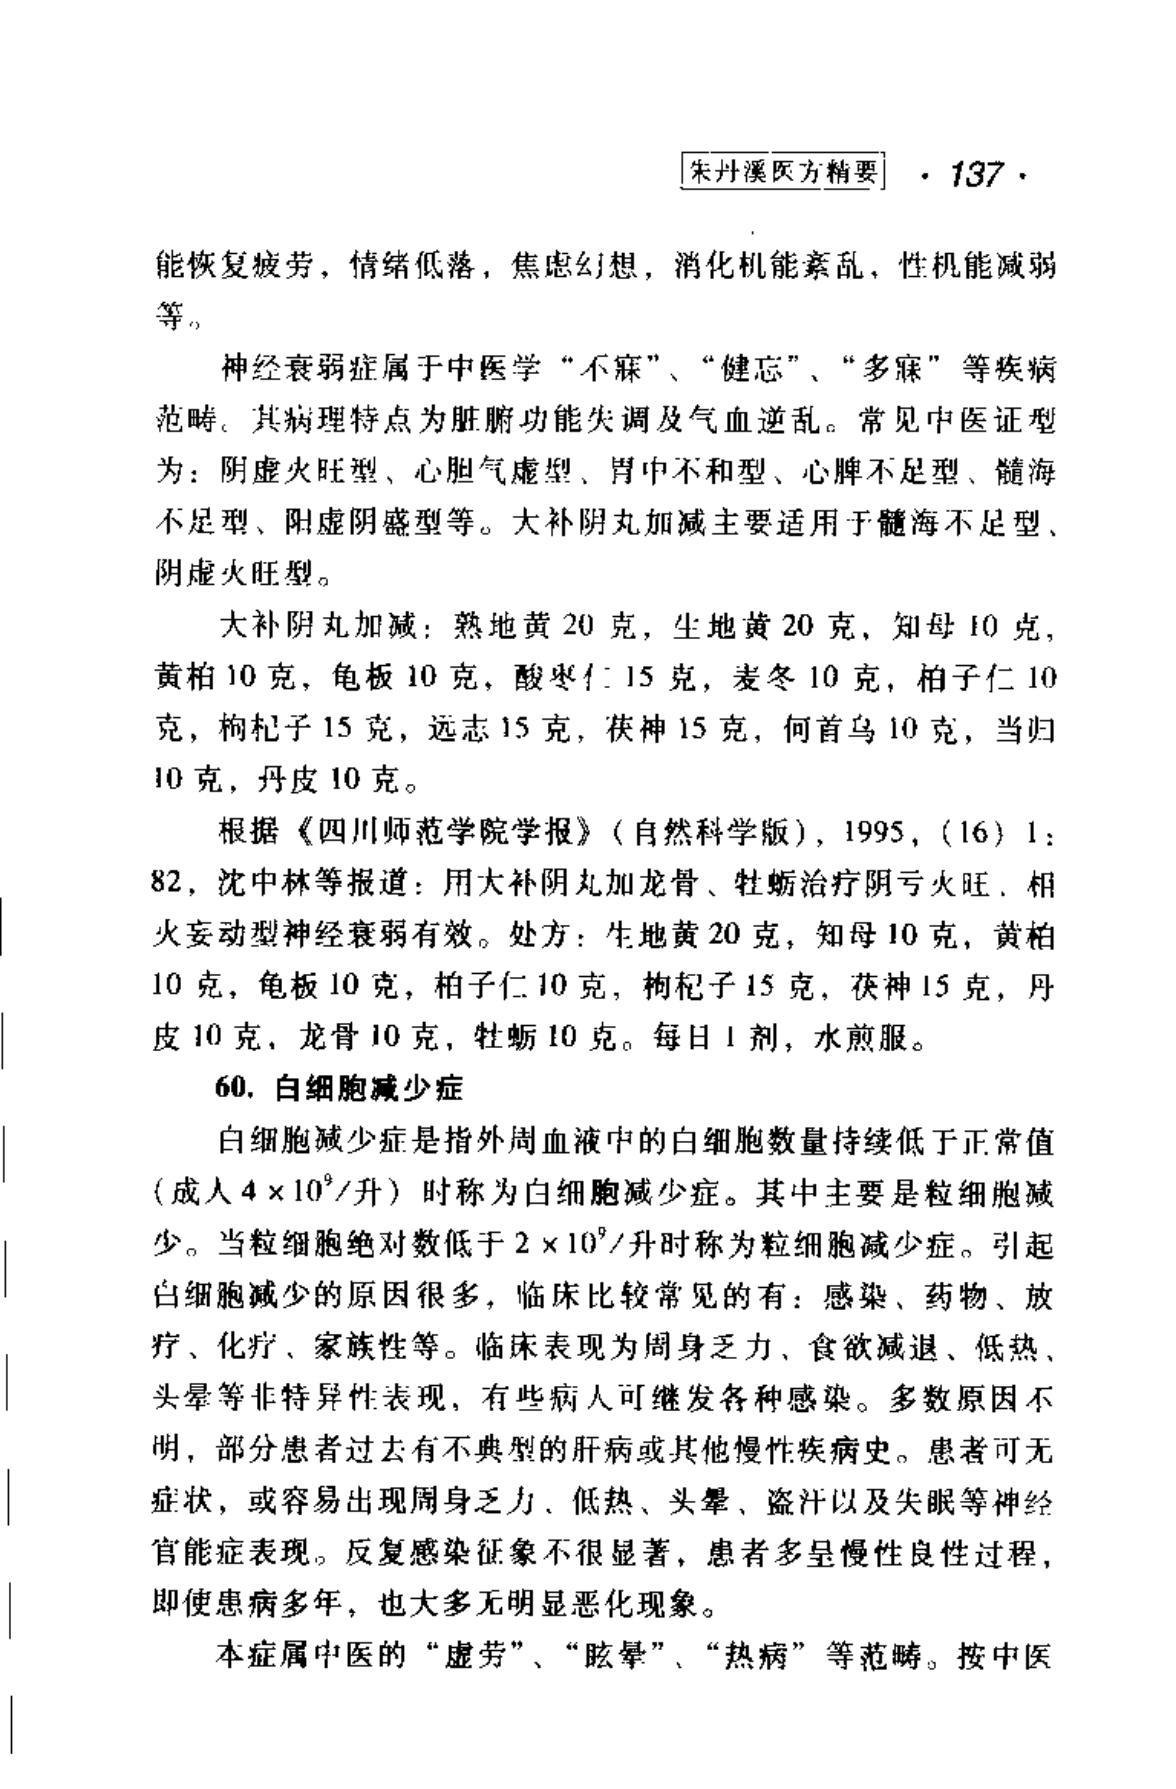 朱丹溪医方精要 · 137 ·
能恢复疲劳，情绪低落，焦虑幻想，消化机能紊乱，性机能减弱
等。
神经衰弱症属于中医学“不寐”、“健忘”、“多寐”等疾病
范畴。其病理特点为脏腑功能失调及气血逆乱。常见中医证型
为：阴虚火旺型、心胆气虚型、胃中不和型、心脾不足型、髓海
不足型、阳虚阴盛型等。大补阴丸加减主要适用于髓海不足型、
阴虚火旺型。
大补阴丸加减：熟地黄 20 克，生地黄 20 克，知母 10 克，
黄柏 10 克，龟板 10 克，酸枣仁 15 克，麦冬 10 克，柏子仁 10
克，枸杞子 15 克，远志 15 克，茯神 15 克，何首乌 10 克，当归
10 克，丹皮 10 克。
根据《四川师范学院学报》（自然科学版），1995，（16）1：
82，沈中林等报道：用大补阴丸加龙骨、牡蛎治疗阴亏火旺、相
火妄动型神经衰弱有效。处方：生地黄 20 克，知母 10 克，黄柏
10 克，龟板 10 克，柏子仁 10 克，枸杞子 15 克，茯神 15 克，丹
皮 10 克，龙骨 10 克，牡蛎 10 克。每日 1 剂，水煎服。
60. 白细胞减少症
白细胞减少症是指外周血液中的白细胞数量持续低于正常值
（成人 4 × 10⁹/升）时称为白细胞减少症。其中主要是粒细胞减
少。当粒细胞绝对数低于 2 × 10⁹/升时称为粒细胞减少症。引起
白细胞减少的原因很多，临床比较常见的有：感染、药物、放
疗、化疗、家族性等。临床表现为周身乏力、食欲减退、低热、
头晕等非特异性表现，有些病人可继发各种感染。多数原因不
明，部分患者过去有不典型的肝病或其他慢性疾病史。患者可无
症状，或容易出现周身乏力、低热、头晕、盗汗以及失眠等神经
官能症表现。反复感染征象不很显著，患者多呈慢性良性过程，
即使患病多年，也大多无明显恶化现象。
本症属中医的“虚劳”、“眩晕”、“热病”等范畴。按中医